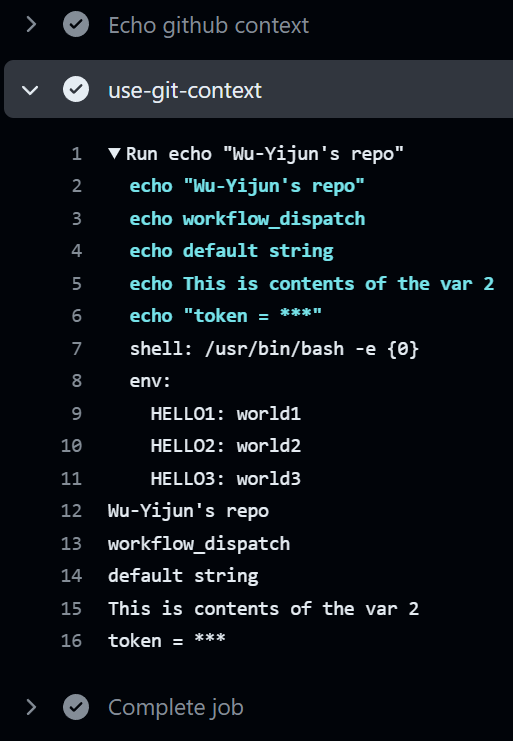 Echo github context
use-git-context
1 ▼ Run echo "Wu-Yijun's repo"
2 echo "Wu-Yijun's repo"
3 echo workflow_dispatch
4 echo default string
5 echo This is contents of the var 2
6 echo "token = ***"
7 shell: /usr/bin/bash -e {0}
8 env:
9 HELLO1: world1
10 HELLO2: world2
11 HELLO3: world3
12 Wu-Yijun's repo
13 workflow_dispatch
14 default string
15 This is contents of the var 2
16 token = ***
Complete job